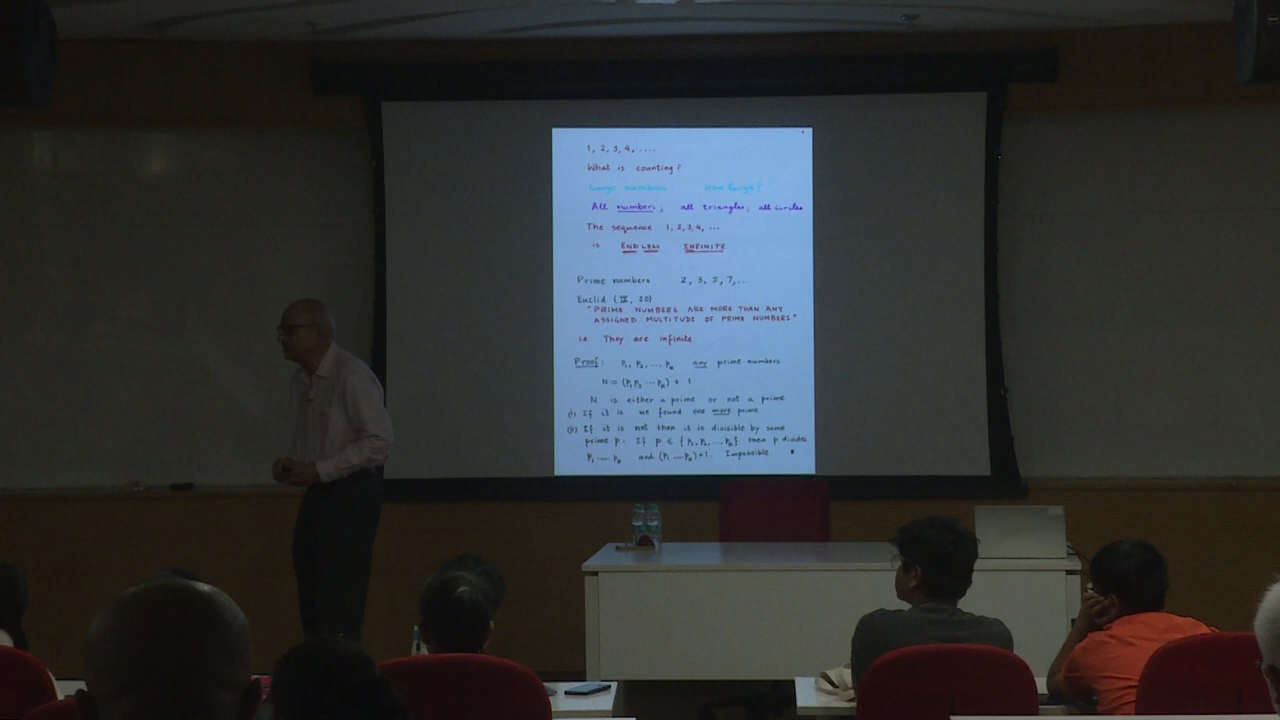 1, 2, 3, 4, ....
What is counting?
Large numbers. How large?
All numbers; all triangles; all circles
The sequence 1, 2, 3, 4, ...
is ENDLESS INFINITE
Prime numbers 2, 3, 5, 7, ...
Euclid (IX, 20)
"PRIME NUMBERS ARE MORE THAN ANY
ASSIGNED MULTITUDE OF PRIME NUMBERS"
i.e. They are infinite
Proof: p₁, p₂, ..., pₙ any prime numbers
N = (p₁p₂ ... pₙ) + 1
N is either a prime or not a prime
(i) If it is we found one more prime
(ii) If it is not then it is divisible by some
prime p. If p ∈ {p₁, p₂, ..., pₙ} then p divides
p₁ .... pₙ and (p₁ .... pₙ)+1. Impossible.